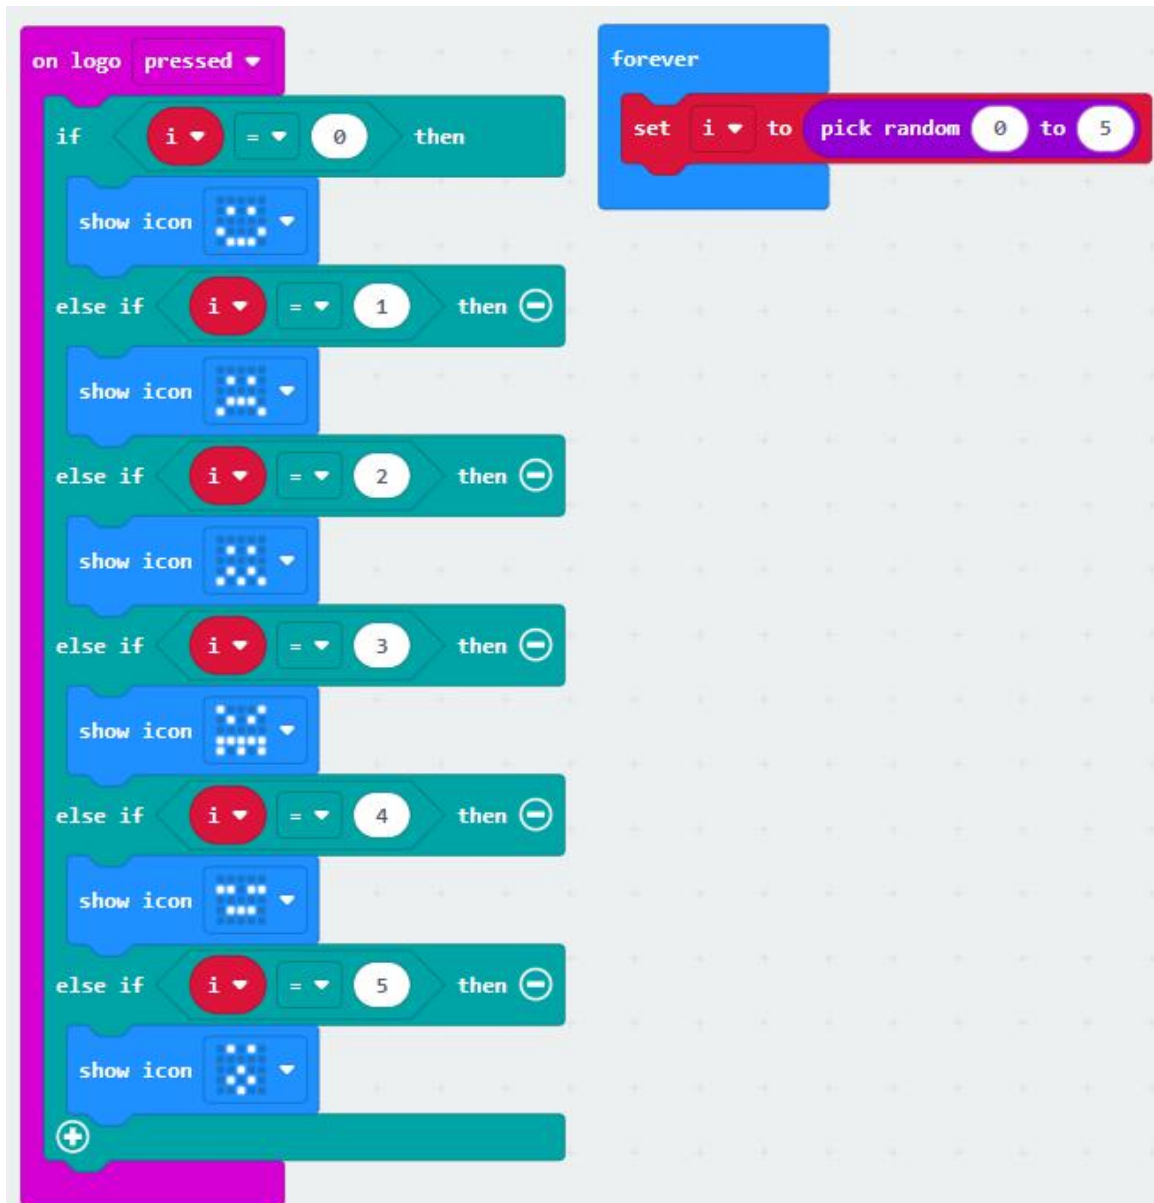 on logo pressed
if i = 0 then
show icon
else if i = 1 then
show icon
else if i = 2 then
show icon
else if i = 3 then
show icon
else if i = 4 then
show icon
else if i = 5 then
show icon
forever
set i to pick random 0 to 5